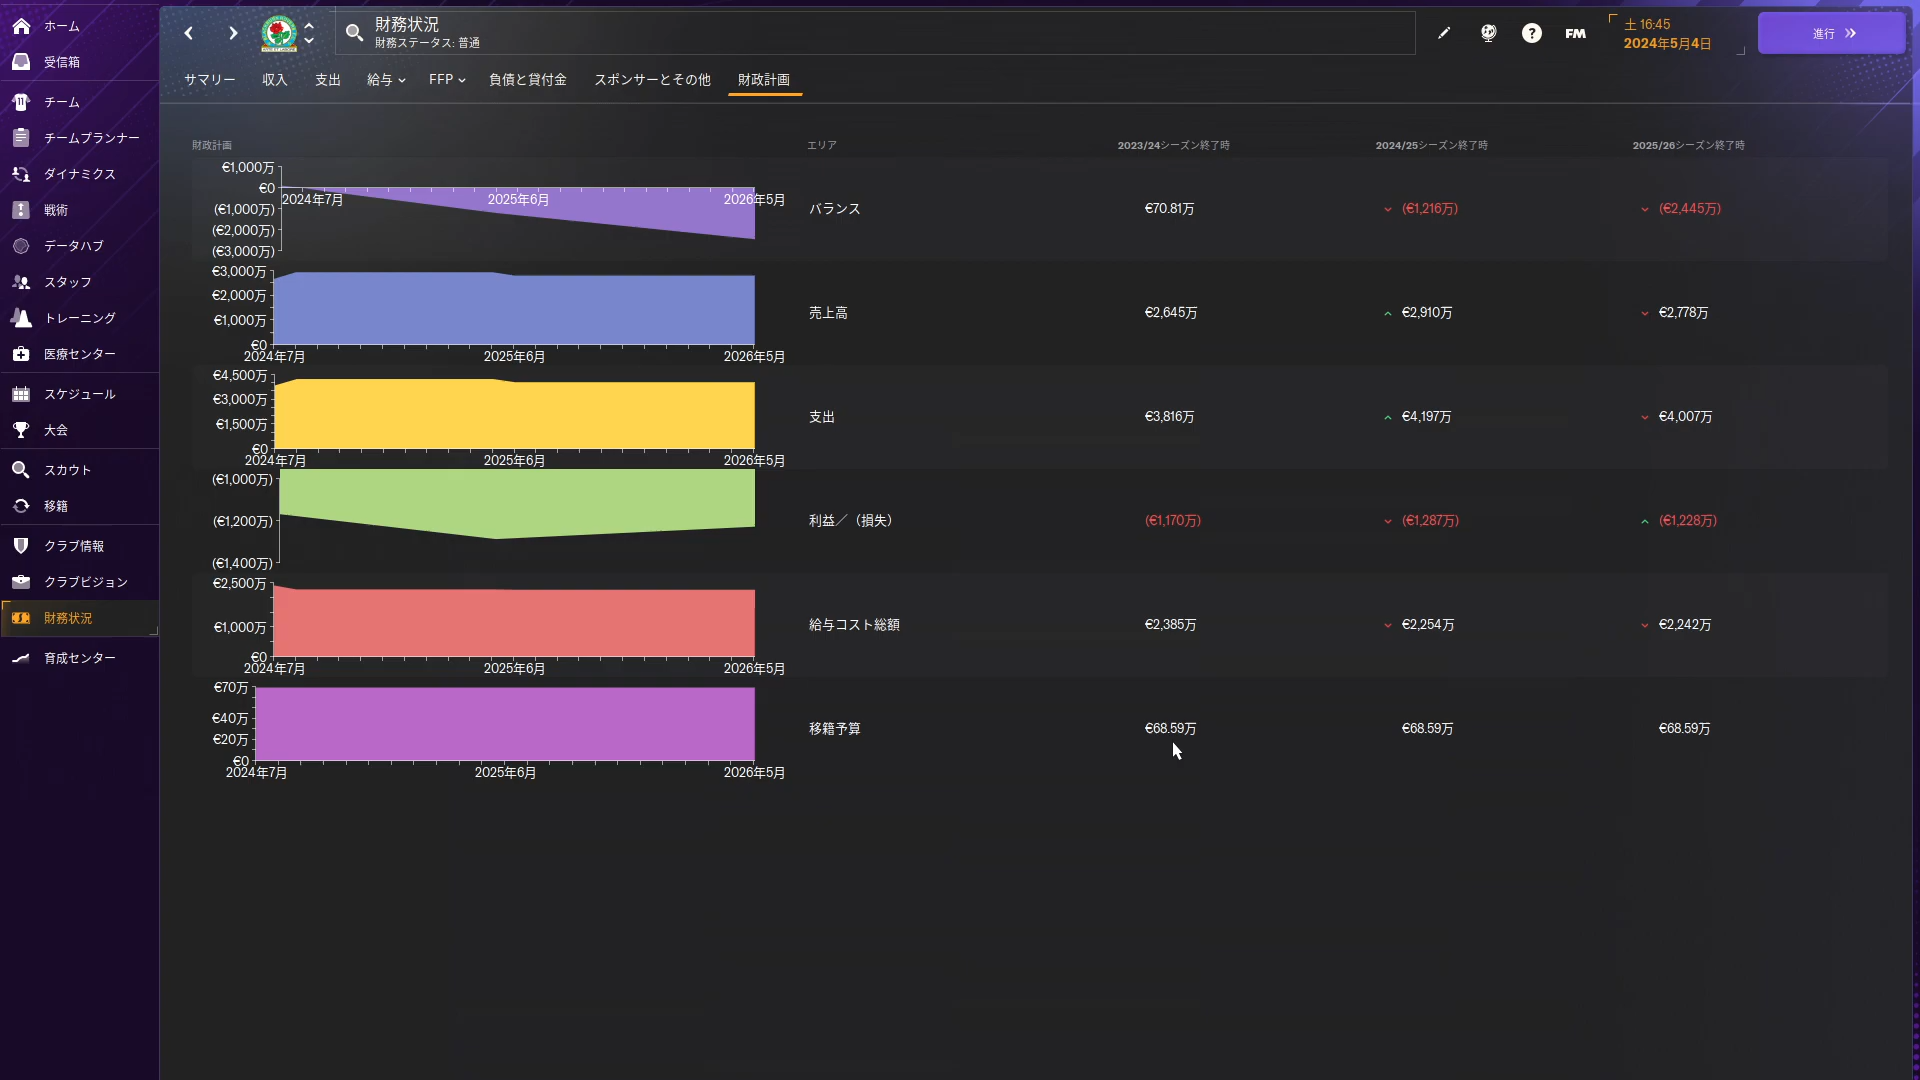 ホーム
受信箱
チーム
チームプランナー
ダイナミクス
戦術
データハブ
スタッフ
トレーニング
医療センター
スケジュール
大会
スカウト
移籍
クラブ情報
クラブビジョン
財務状況
育成センター
財務状況
財務ステータス: 普通
FM
土 16:45
2024年5月4日
進行
サマリー 収入 支出 給与 FFP 負債と貸付金 スポンサーとその他 財政計画
財政計画 エリア 2023/24シーズン終了時 2024/25シーズン終了時 2025/26シーズン終了時
€1,000万
€0
(€1,000万)
(€2,000万)
(€3,000万)
2024年7月 2025年6月 2026年5月
バランス €70.81万 (€1,216万) (€2,445万)
€3,000万
€2,000万
€1,000万
€0
2024年7月 2025年6月 2026年5月
売上高 €2,645万 €2,910万 €2,778万
€4,500万
€3,000万
€1,500万
€0
2024年7月 2025年6月 2026年5月
支出 €3,816万 €4,197万 €4,007万
(€1,000万)
(€1,200万)
(€1,400万)
利益／（損失） (€1,170万) (€1,287万) (€1,228万)
€2,500万
€1,000万
€0
2024年7月 2025年6月 2026年5月
給与コスト総額 €2,385万 €2,254万 €2,242万
€70万
€40万
€20万
€0
2024年7月 2025年6月 2026年5月
移籍予算 €68.59万 €68.59万 €68.59万